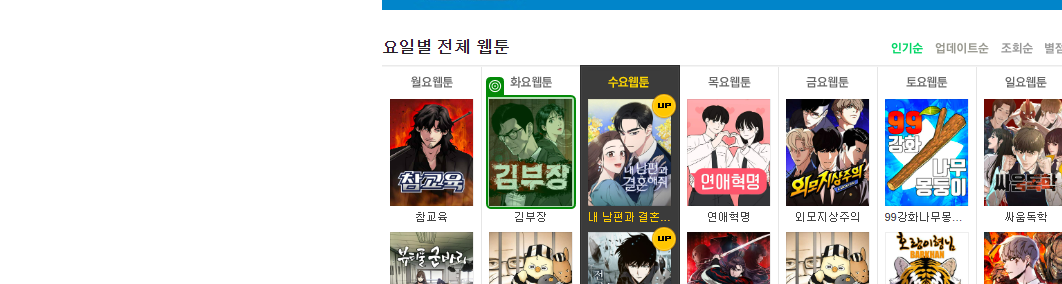 요일별 전체 웹툰
인기순 업데이트순 조회순 별점
월요웹툰 화요웹툰 수요웹툰 목요웹툰 금요웹툰 토요웹툰 일요웹툰
참교육
김부장
UP
내 남편과
결혼해줘
연애혁명
외모지상주의
99
강화
나무
몽둥이
싸움독학
참교육 김부장 내 남편과 결혼... 연애혁명 외모지상주의 99강화나무몽... 싸움독학
뷰티풀 군바리
UP
전
호랑이형님